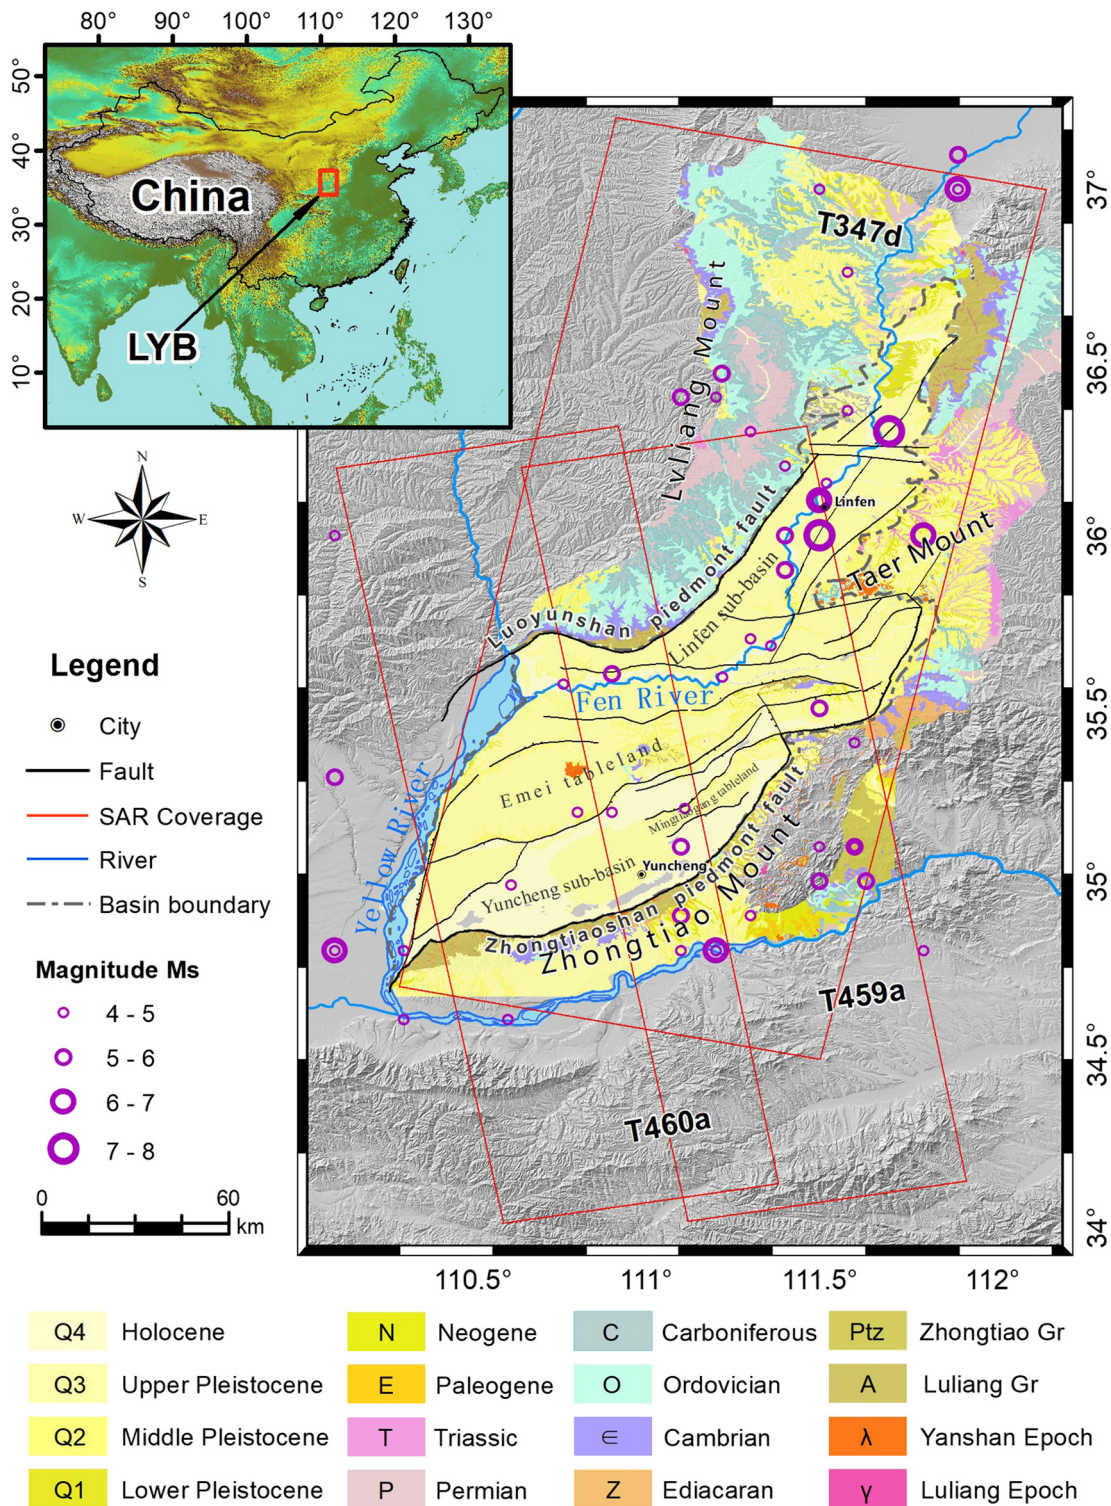 80° 90° 100° 110° 120° 130°
50°
40°
30°
20°
10°
China
LYB
N
W E
S
37°
36.5°
36°
35.5°
35°
34.5°
34°
T347d
Lvliang Mount
Linfen
Taer Mount
Luoyunshan piedmont fault
Linfen sub-basin
Fen River
Emei tableland
Mingtiaogang tableland
Yellow River
Yuncheng sub-basin
Yuncheng
Zhongtiaoshan piedmont fault
Zhongtiao Mount
T459a
T460a
110.5° 111° 111.5° 112°
Legend
City
Fault
SAR Coverage
River
Basin boundary
Magnitude Ms
4 - 5
5 - 6
6 - 7
7 - 8
0 60
km
Q4 Holocene N Neogene C Carboniferous Ptz Zhongtiao Gr
Q3 Upper Pleistocene E Paleogene O Ordovician A Luliang Gr
Q2 Middle Pleistocene T Triassic ∈ Cambrian λ Yanshan Epoch
Q1 Lower Pleistocene P Permian Z Ediacaran γ Luliang Epoch